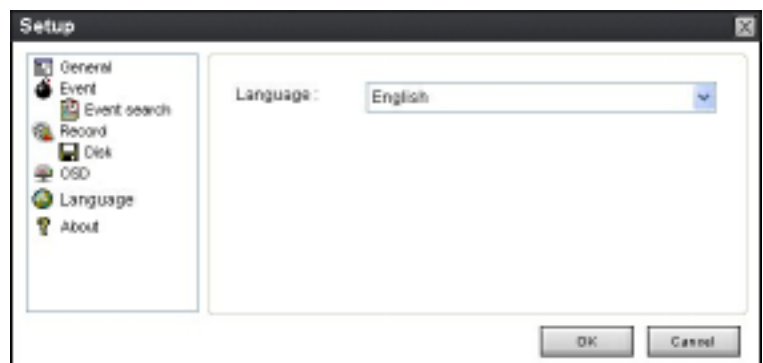 Setup
General
Event
Event search
Record
Disk
OSD
Language
About
Language :
English
OK
Cancel